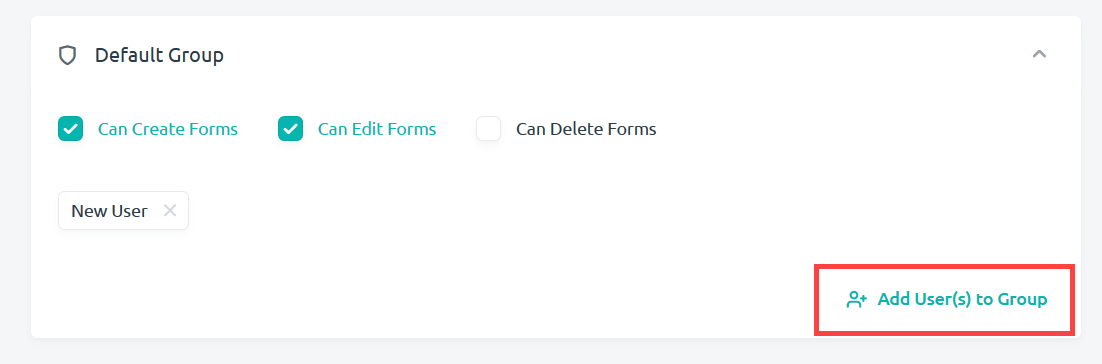 Default Group
Can Create Forms Can Edit Forms Can Delete Forms
New User
Add User(s) to Group